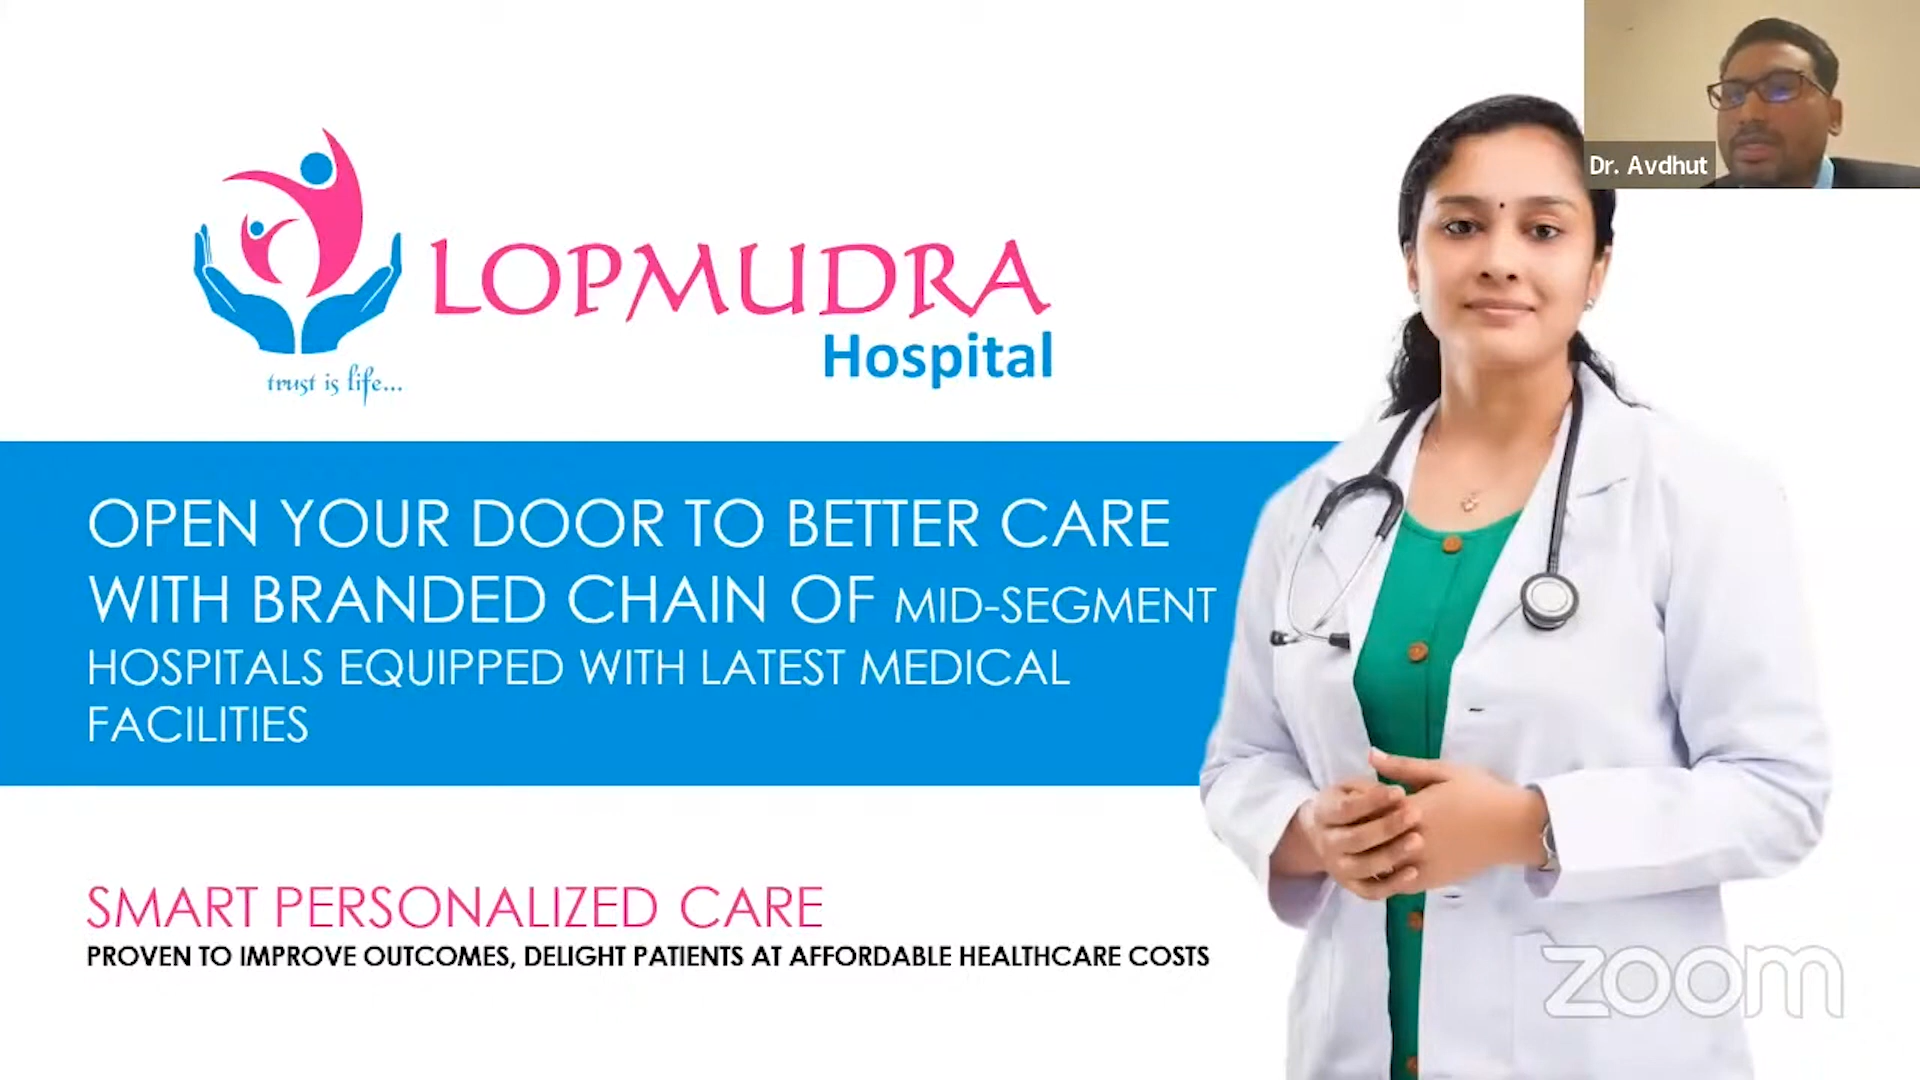 Dr. Avdhut
LOPMUDRA
Hospital
trust is life...
OPEN YOUR DOOR TO BETTER CARE
WITH BRANDED CHAIN OF MID-SEGMENT
HOSPITALS EQUIPPED WITH LATEST MEDICAL
FACILITIES
SMART PERSONALIZED CARE
PROVEN TO IMPROVE OUTCOMES, DELIGHT PATIENTS AT AFFORDABLE HEALTHCARE COSTS
zoom